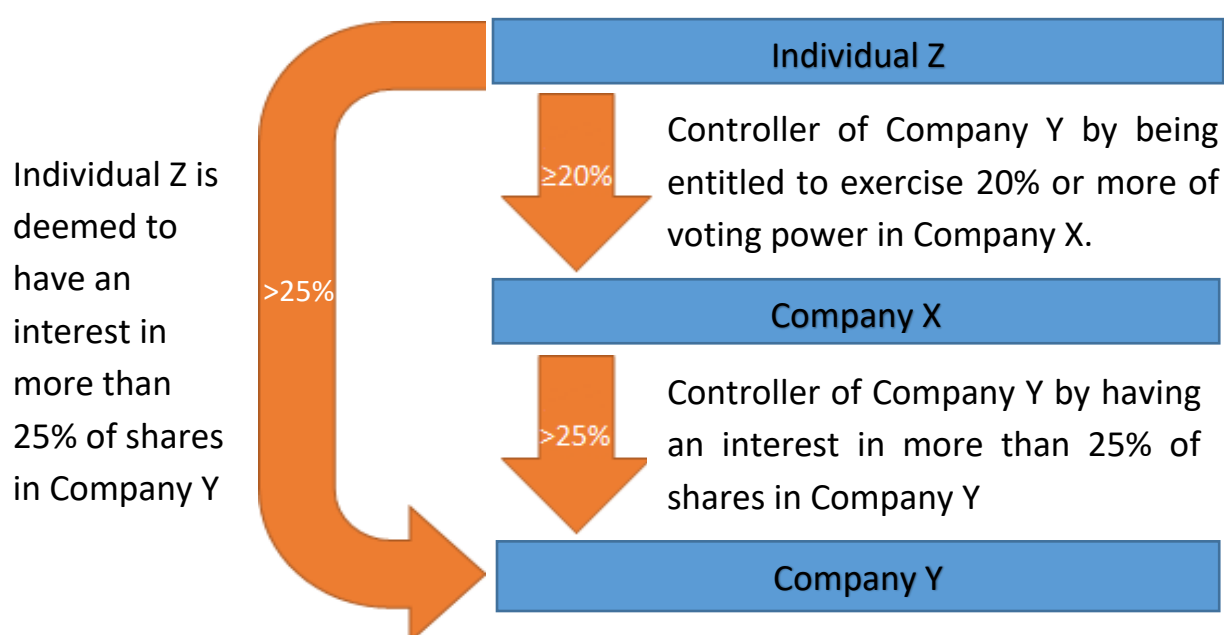 Individual Z
Controller of Company Y by being
entitled to exercise 20% or more of
voting power in Company X.
≥20%
Individual Z is
deemed to
have an
interest in
more than
25% of shares
in Company Y
>25%
Company X
Controller of Company Y by having
an interest in more than 25% of
shares in Company Y
>25%
Company Y